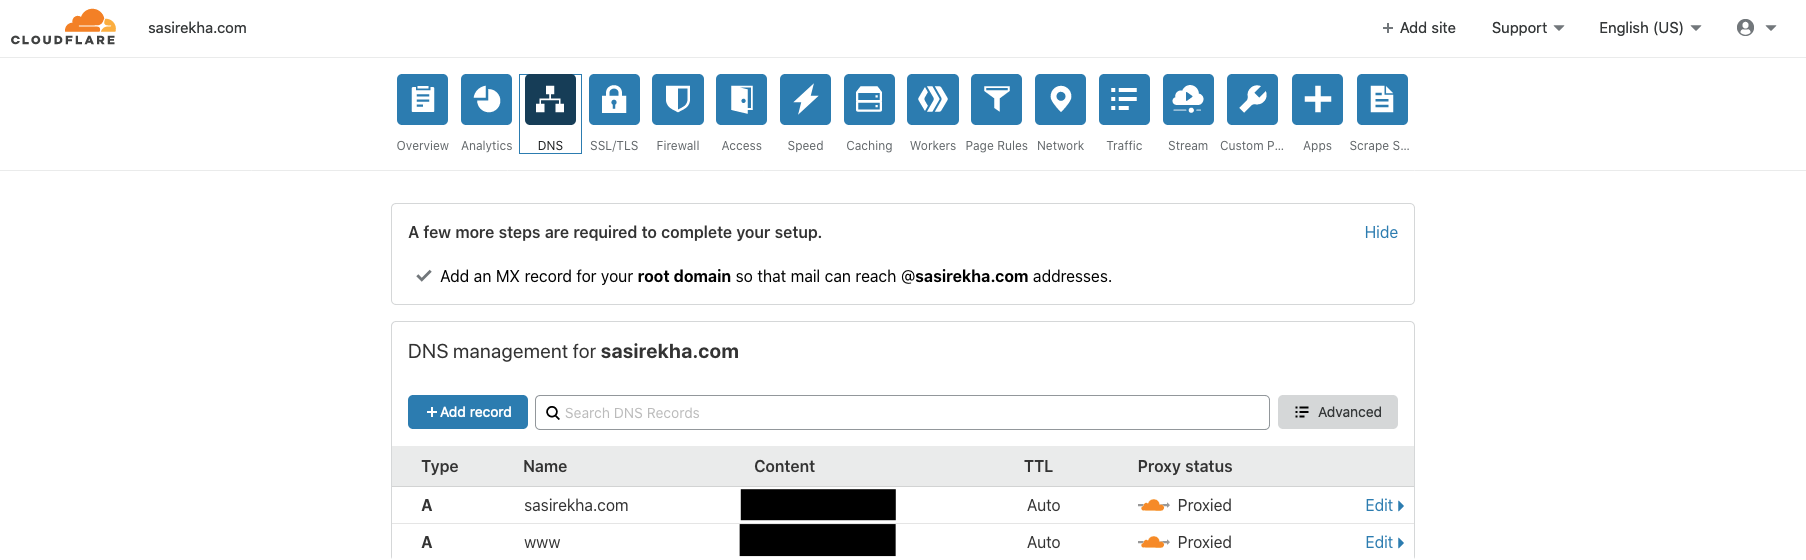 CLOUDFLARE
sasirekha.com
+ Add site
Support
English (US)
Overview Analytics DNS SSL/TLS Firewall Access Speed Caching Workers Page Rules Network Traffic Stream Custom P... Apps Scrape S...
A few more steps are required to complete your setup. Hide
Add an MX record for your root domain so that mail can reach @sasirekha.com addresses.
DNS management for sasirekha.com
+ Add record Search DNS Records Advanced
Type Name Content TTL Proxy status
A sasirekha.com Auto Proxied Edit
A www Auto Proxied Edit